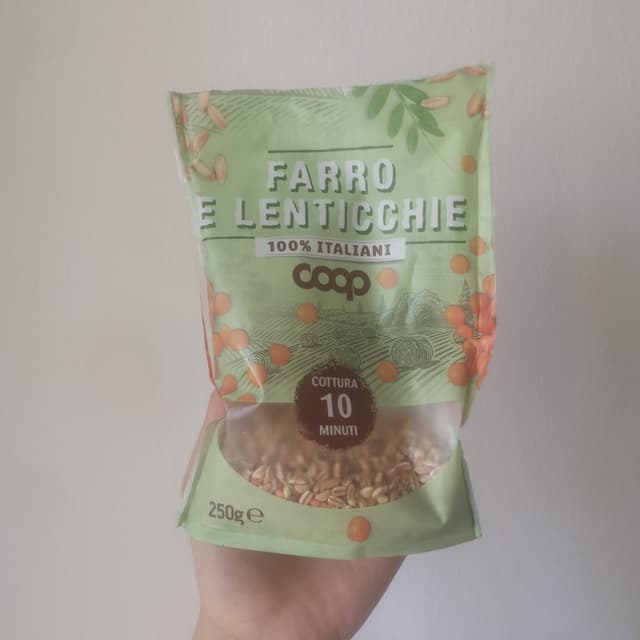 FARRO
E LENTICCHIE
100% ITALIANI
coop
COTTURA
10
MINUTI
250g e